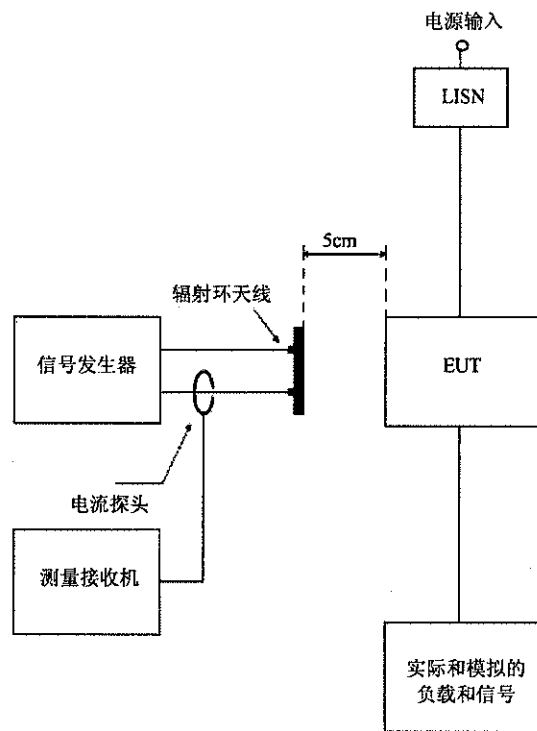 电源输入
LISN
5cm
辐射环天线
信号发生器
EUT
电流探头
测量接收机
实际和模拟的
负载和信号